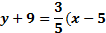 y + 9 = 3/5 (x − 5